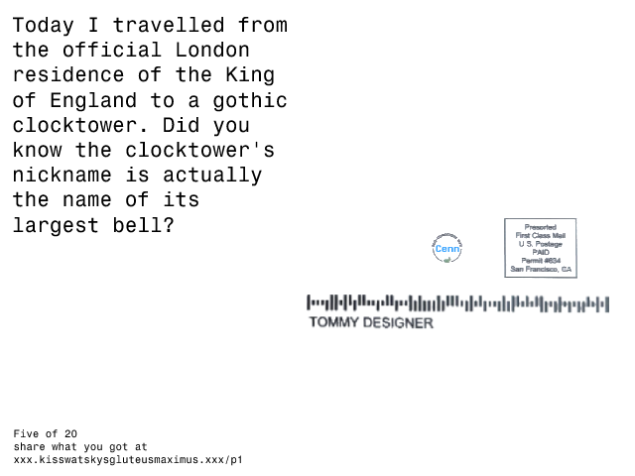 Today I travelled from
the official London
residence of the King
of England to a gothic
clocktower. Did you
know the clocktower's
nickname is actually
the name of its
largest bell?
Cenn
Presorted
First Class Mail
U.S. Postage
PAID
Permit #634
San Francisco, CA
TOMMY DESIGNER
Five of 20
share what you got at
xxx.kisswatskysgluteusmaximus.xxx/p1